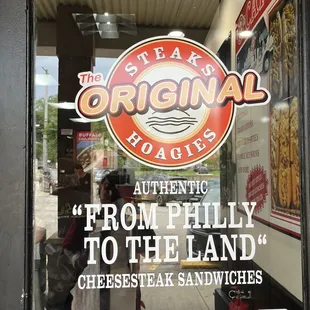 STEAKS
The
ORIGINAL
HOAGIES
AUTHENTIC
"FROM PHILLY
TO THE LAND"
CHEESESTEAK SANDWICHES